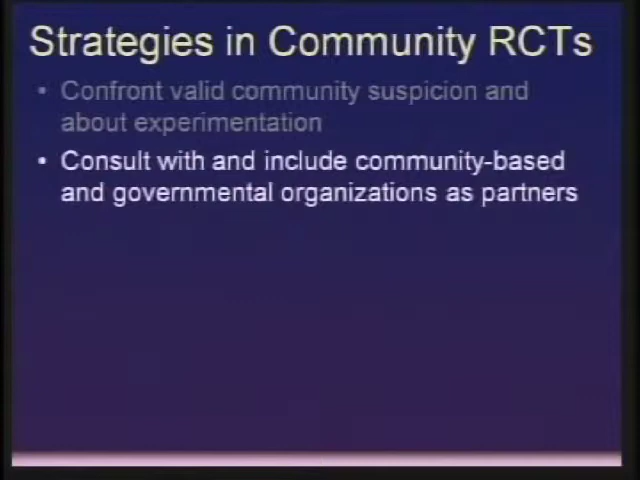 Strategies in Community RCTs
• Confront valid community suspicion and
about experimentation
• Consult with and include community-based
and governmental organizations as partners